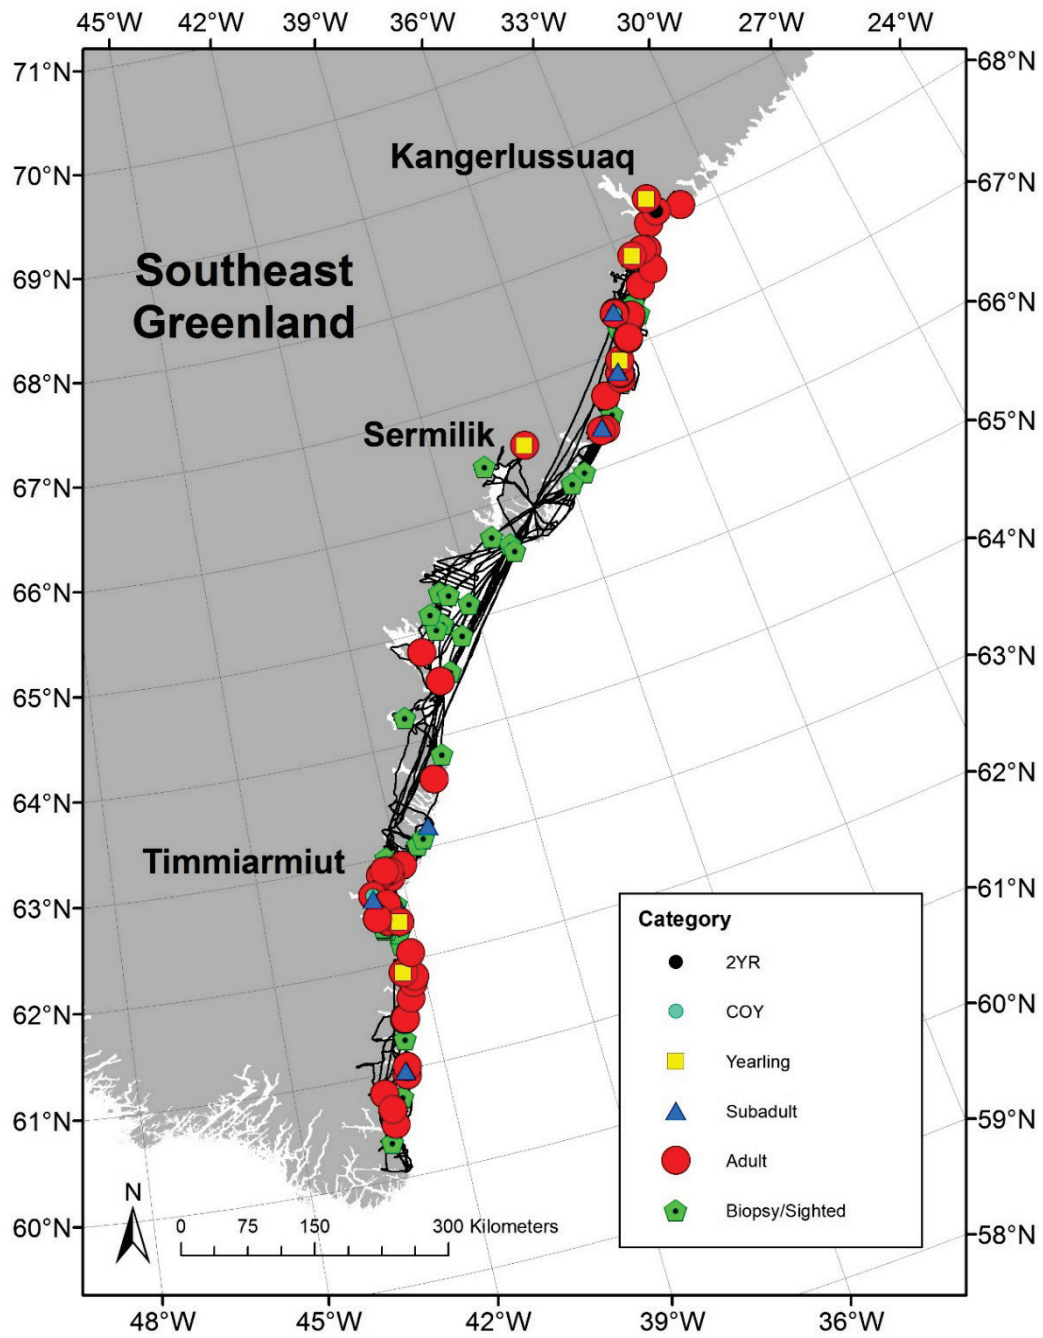 45°W 42°W 39°W 36°W 33°W 30°W 27°W 24°W
71°N
68°N
Kangerlussuaq
70°N
67°N
Southeast
Greenland
69°N
66°N
68°N
65°N
Sermilik
67°N
64°N
66°N
63°N
65°N
62°N
64°N
Timmiarmiut
61°N
63°N
Category
2YR
60°N
62°N
COY
Yearling
59°N
61°N
Subadult
Adult
N
Biopsy/Sighted
60°N
0 75 150 300 Kilometers
58°N
48°W 45°W 42°W 39°W 36°W